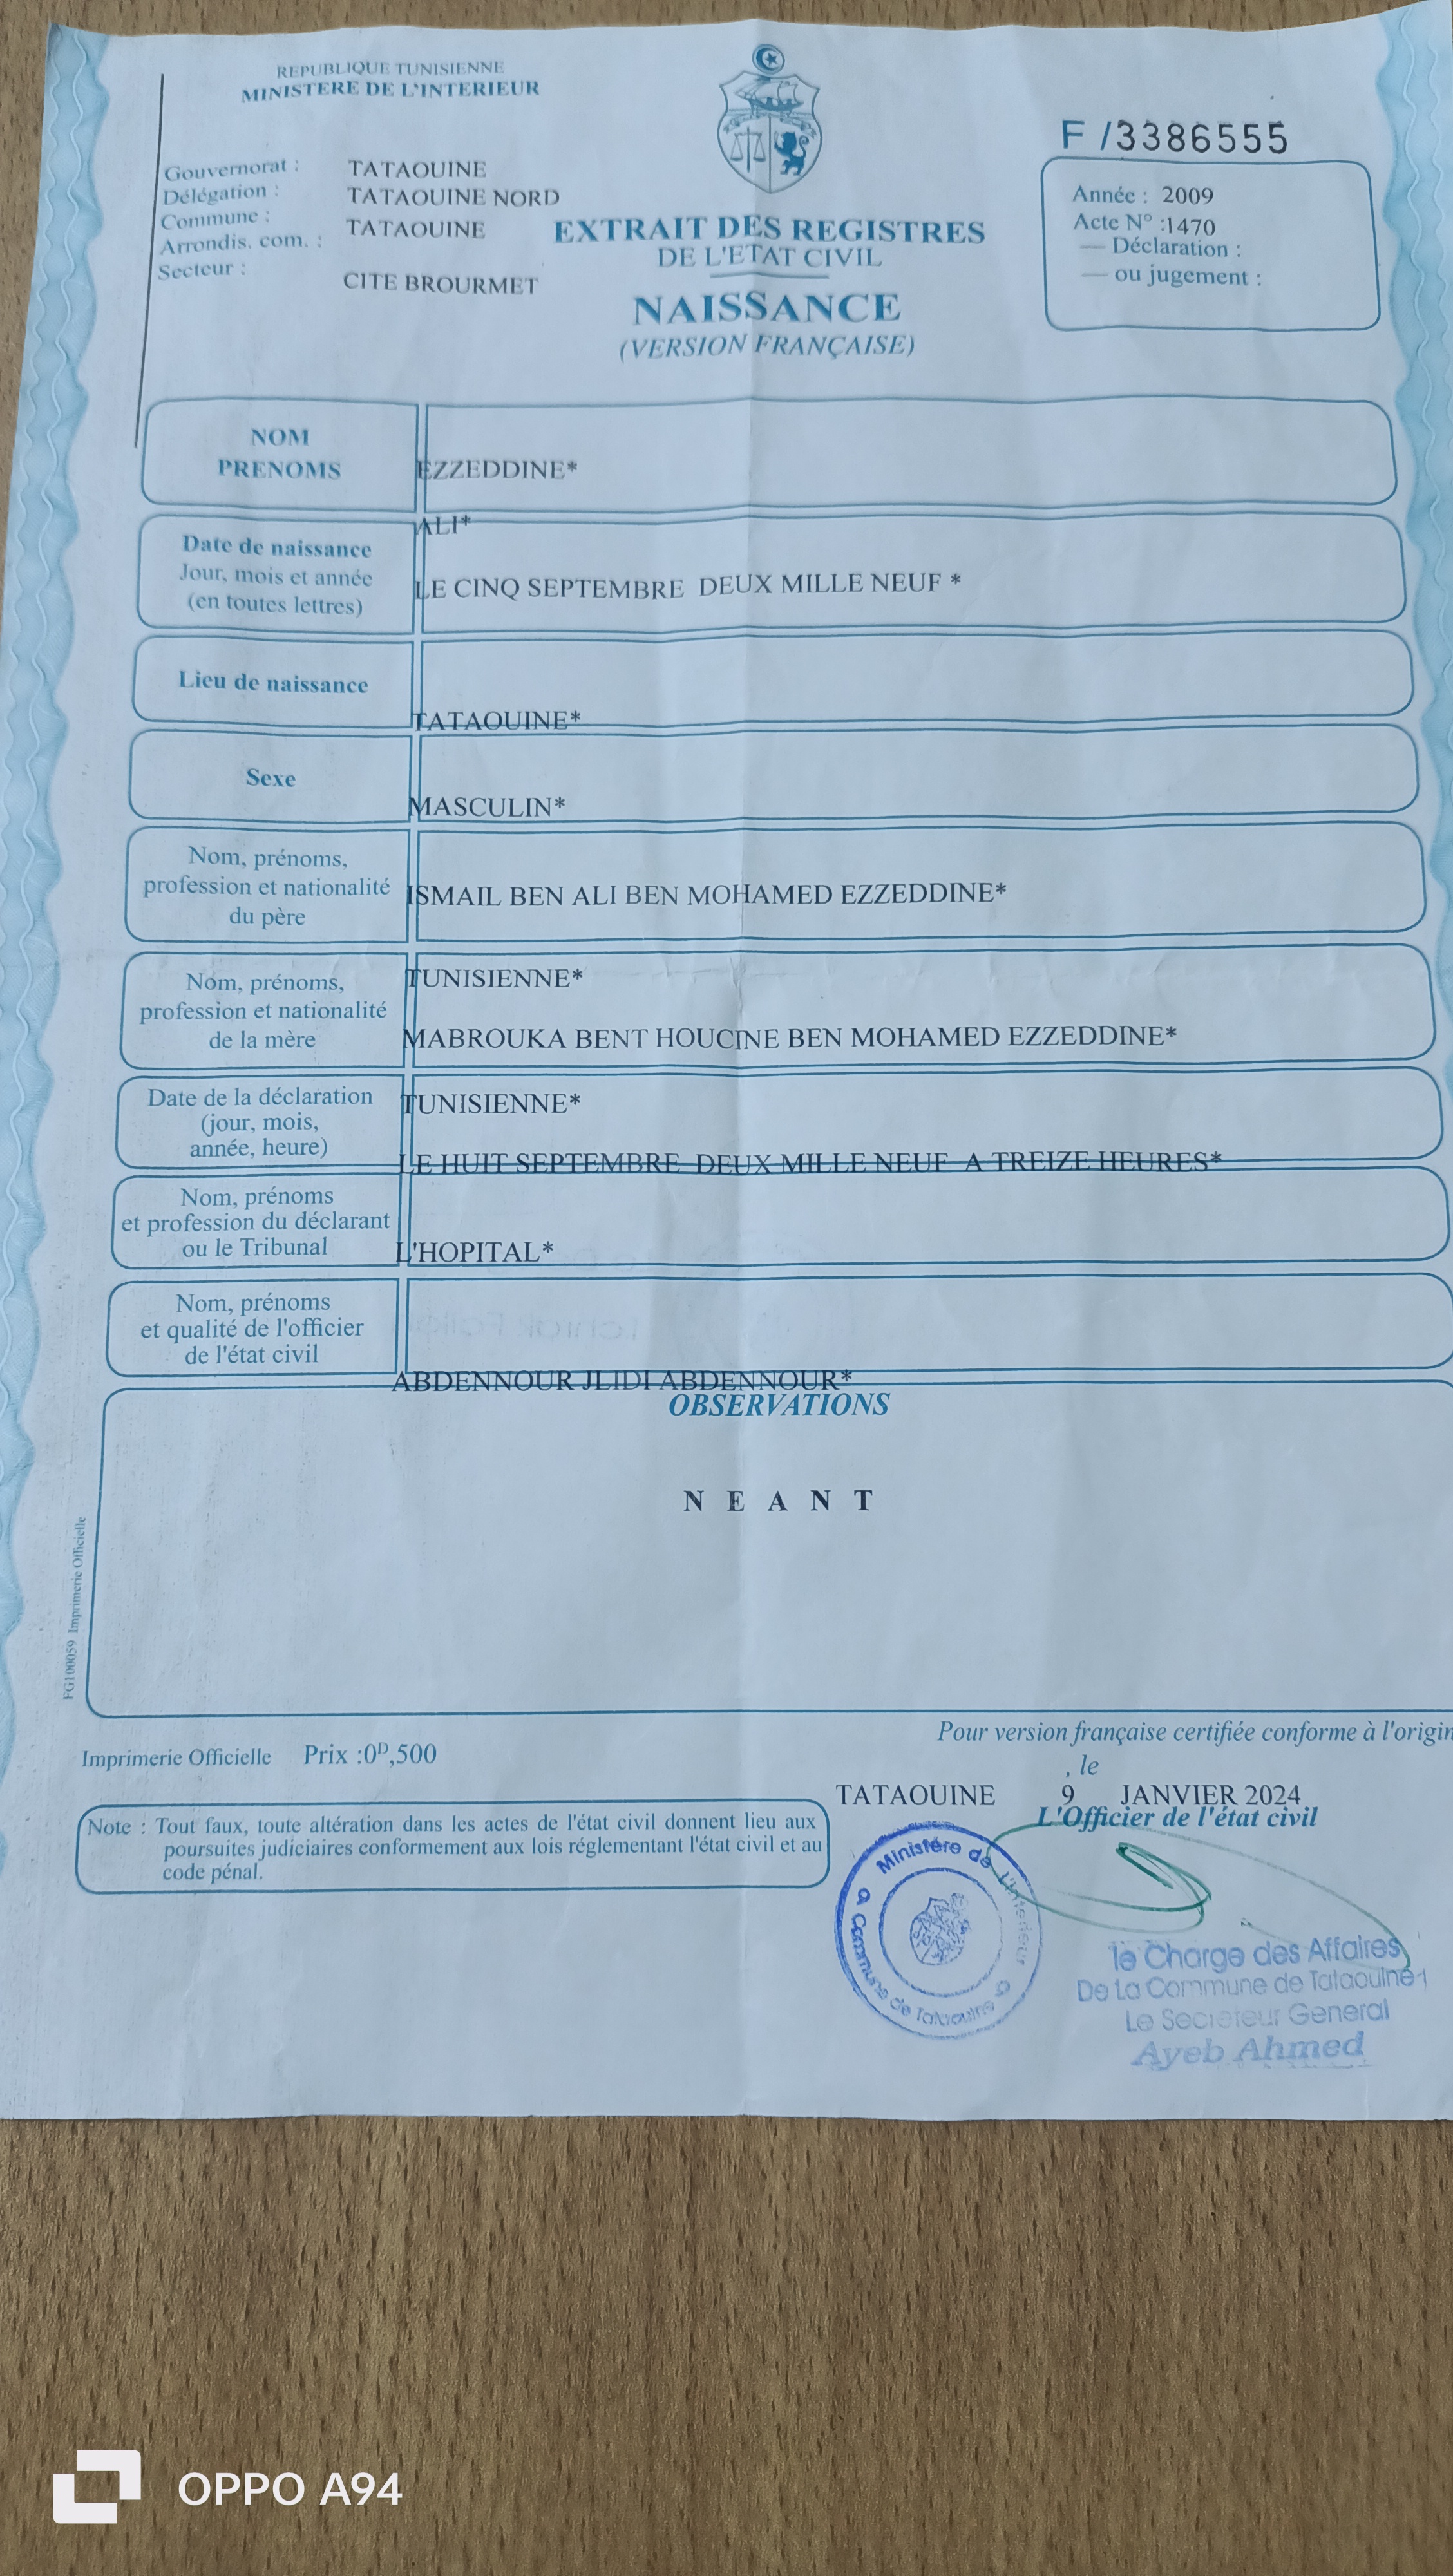 REPUBLIQUE TUNISIENNE
MINISTERE DE L'INTERIEUR
F /3386555
Gouvernorat : TATAOUINE
Délégation : TATAOUINE NORD
Commune : TATAOUINE
Arrondis. com. :
Secteur : CITE BROURMET
EXTRAIT DES REGISTRES
DE L'ETAT CIVIL
NAISSANCE
(VERSION FRANÇAISE)
Année : 2009
Acte N° :1470
— Déclaration :
— ou jugement :
NOM
PRENOMS
EZZEDDINE*
ALI*
Date de naissance
Jour, mois et année
(en toutes lettres)
LE CINQ SEPTEMBRE DEUX MILLE NEUF *
Lieu de naissance
TATAOUINE*
Sexe
MASCULIN*
Nom, prénoms,
profession et nationalité
du père
ISMAIL BEN ALI BEN MOHAMED EZZEDDINE*
TUNISIENNE*
Nom, prénoms,
profession et nationalité
de la mère
MABROUKA BENT HOUCINE BEN MOHAMED EZZEDDINE*
TUNISIENNE*
Date de la déclaration
(jour, mois,
année, heure)
LE HUIT SEPTEMBRE DEUX MILLE NEUF A TREIZE HEURES*
Nom, prénoms
et profession du déclarant
ou le Tribunal
L'HOPITAL*
Nom, prénoms
et qualité de l'officier
de l'état civil
ABDENNOUR JLIDI ABDENNOUR*
OBSERVATIONS
N E A N T
FG100059 Imprimerie Officielle
Imprimerie Officielle Prix :0D,500
Pour version française certifiée conforme à l'origin
, le
TATAOUINE 9 JANVIER 2024
L'Officier de l'état civil
Note : Tout faux, toute altération dans les actes de l'état civil donnent lieu aux
poursuites judiciaires conformement aux lois réglementant l'état civil et au
code pénal.
Ministère de L'Interieur
Commune de Tataouine
le Charge des Affaires
De La Commune de Tataouine
Le Secreteur General
Ayeb Ahmed
OPPO A94